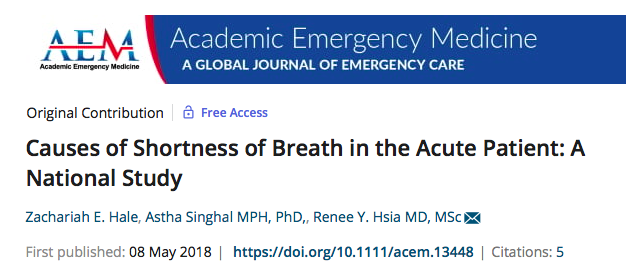 AEM
Academic Emergency Medicine
Academic Emergency Medicine
A GLOBAL JOURNAL OF EMERGENCY CARE
Original Contribution | Free Access
Causes of Shortness of Breath in the Acute Patient: A
National Study
Zachariah E. Hale, Astha Singhal MPH, PhD,, Renee Y. Hsia MD, MSc
First published: 08 May 2018 | https://doi.org/10.1111/acem.13448 | Citations: 5